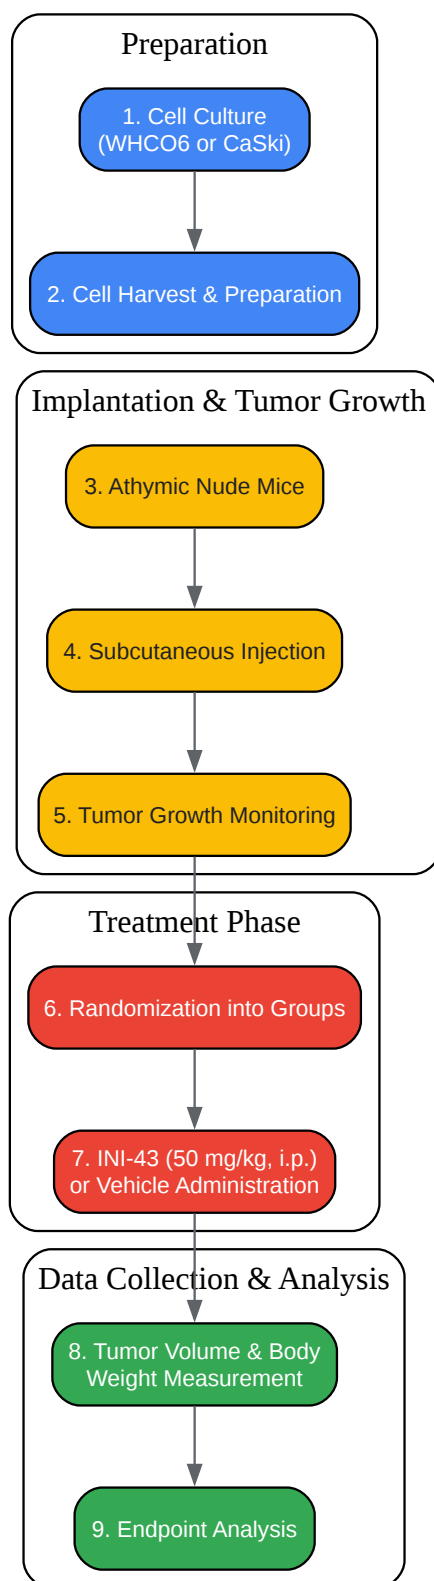 Preparation
1. Cell Culture
(WHCO6 or CaSki)
2. Cell Harvest & Preparation
Implantation & Tumor Growth
3. Athymic Nude Mice
4. Subcutaneous Injection
5. Tumor Growth Monitoring
Treatment Phase
6. Randomization into Groups
7. INI-43 (50 mg/kg, i.p.)
or Vehicle Administration
Data Collection & Analysis
8. Tumor Volume & Body
Weight Measurement
9. Endpoint Analysis